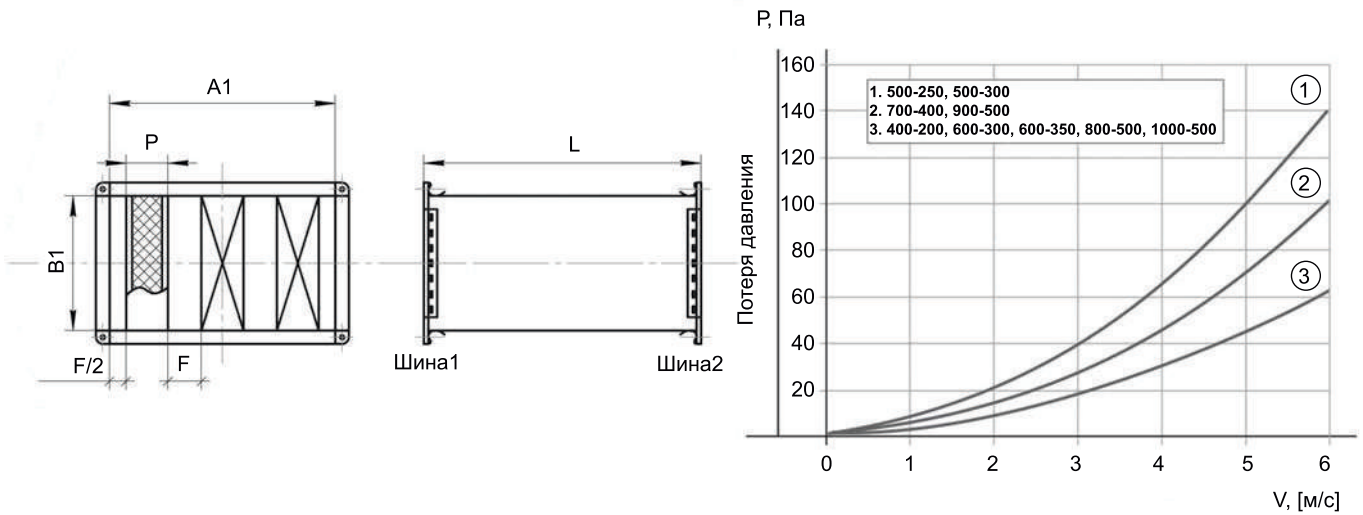 A1
P
B1
F/2
F
L
Шина1
Шина2
P, Па
160
140
120
100
80
60
40
20
Потеря давления
1. 500-250, 500-300
2. 700-400, 900-500
3. 400-200, 600-300, 600-350, 800-500, 1000-500
1
2
3
0 1 2 3 4 5 6
V, [м/с]